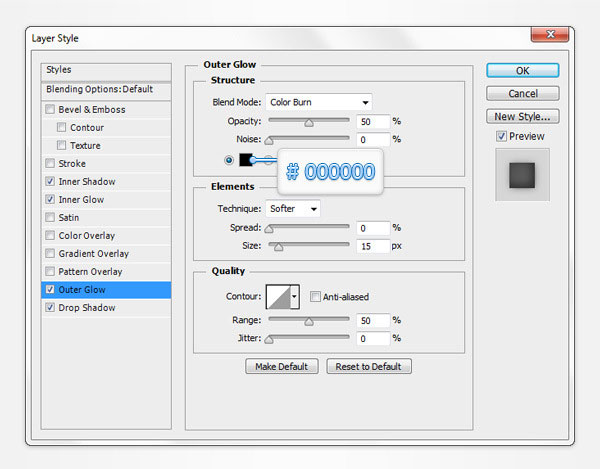 Layer Style
Styles
Blending Options:Default
Bevel & Emboss
Contour
Texture
Stroke
Inner Shadow
Inner Glow
Satin
Color Overlay
Gradient Overlay
Pattern Overlay
Outer Glow
Drop Shadow
Outer Glow
Structure
Blend Mode: Color Burn
Opacity: 50 %
Noise: 0 %
# 000000
Elements
Technique: Softer
Spread: 0 %
Size: 15 px
Quality
Contour: Anti-aliased
Range: 50 %
Jitter: 0 %
Make Default Reset to Default
OK
Cancel
New Style...
Preview